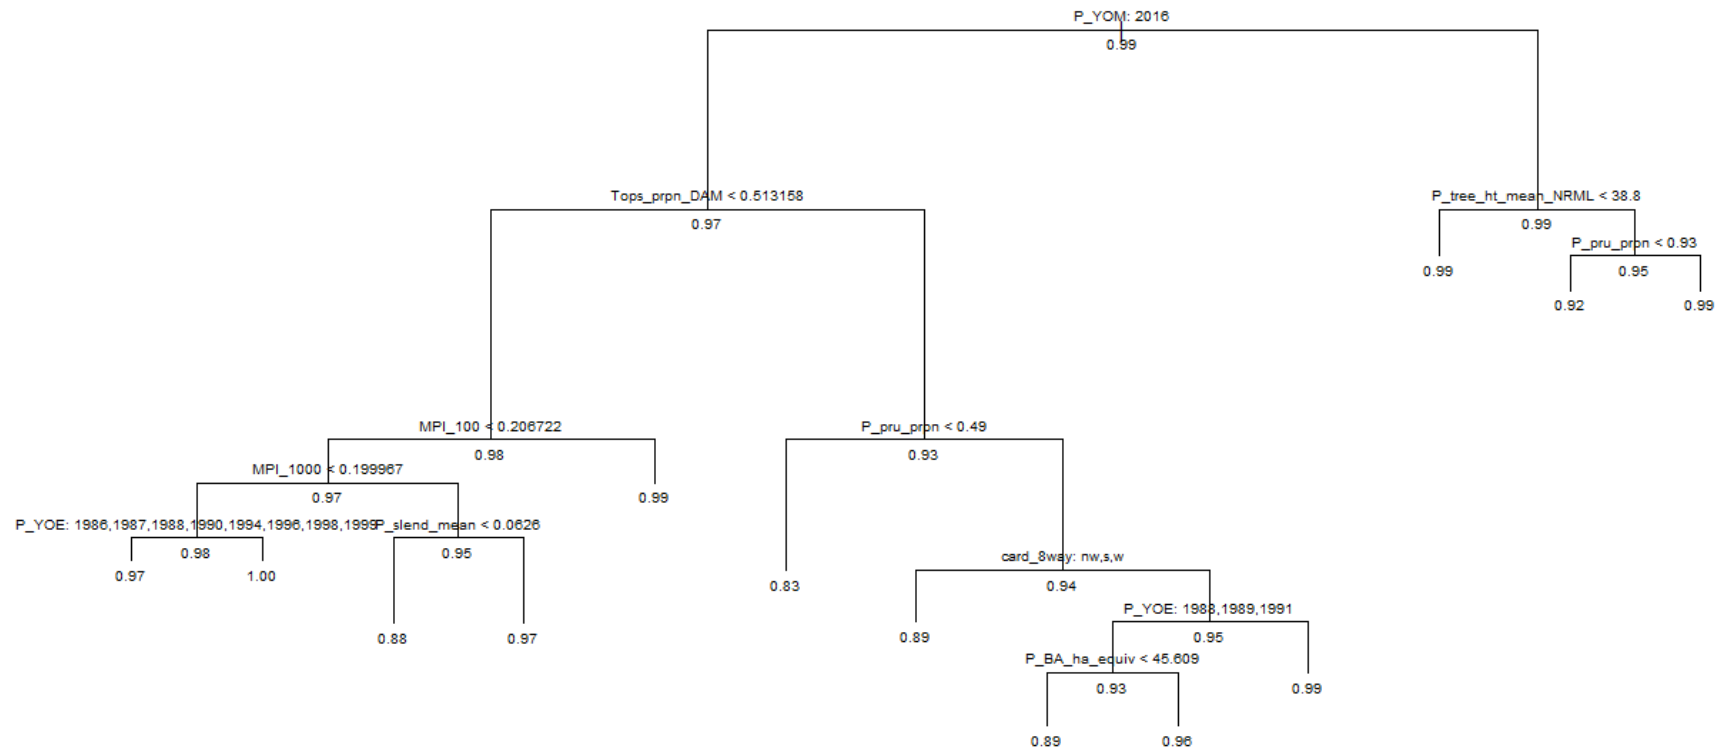 P_YOM: 2016
0.99
Tops_prpn_DAM < 0.513158
0.97
P_tree_ht_mean_NRML < 38.8
0.99
P_pru_prpn < 0.93
0.99
0.95
0.92
0.99
MPI_100 < 0.206722
0.98
P_pru_prpn < 0.49
0.93
MPI_1000 < 0.199967
0.97
0.99
P_YOE: 1986,1987,1988,1990,1994,1996,1998,1999
P_slend_mean < 0.0626
0.98
0.95
0.97
1.00
0.83
card_8way: nw,s,w
0.94
P_YOE: 1988,1989,1991
0.88
0.97
0.89
0.95
P_BA_ha_equiv < 45.609
0.93
0.99
0.89
0.96